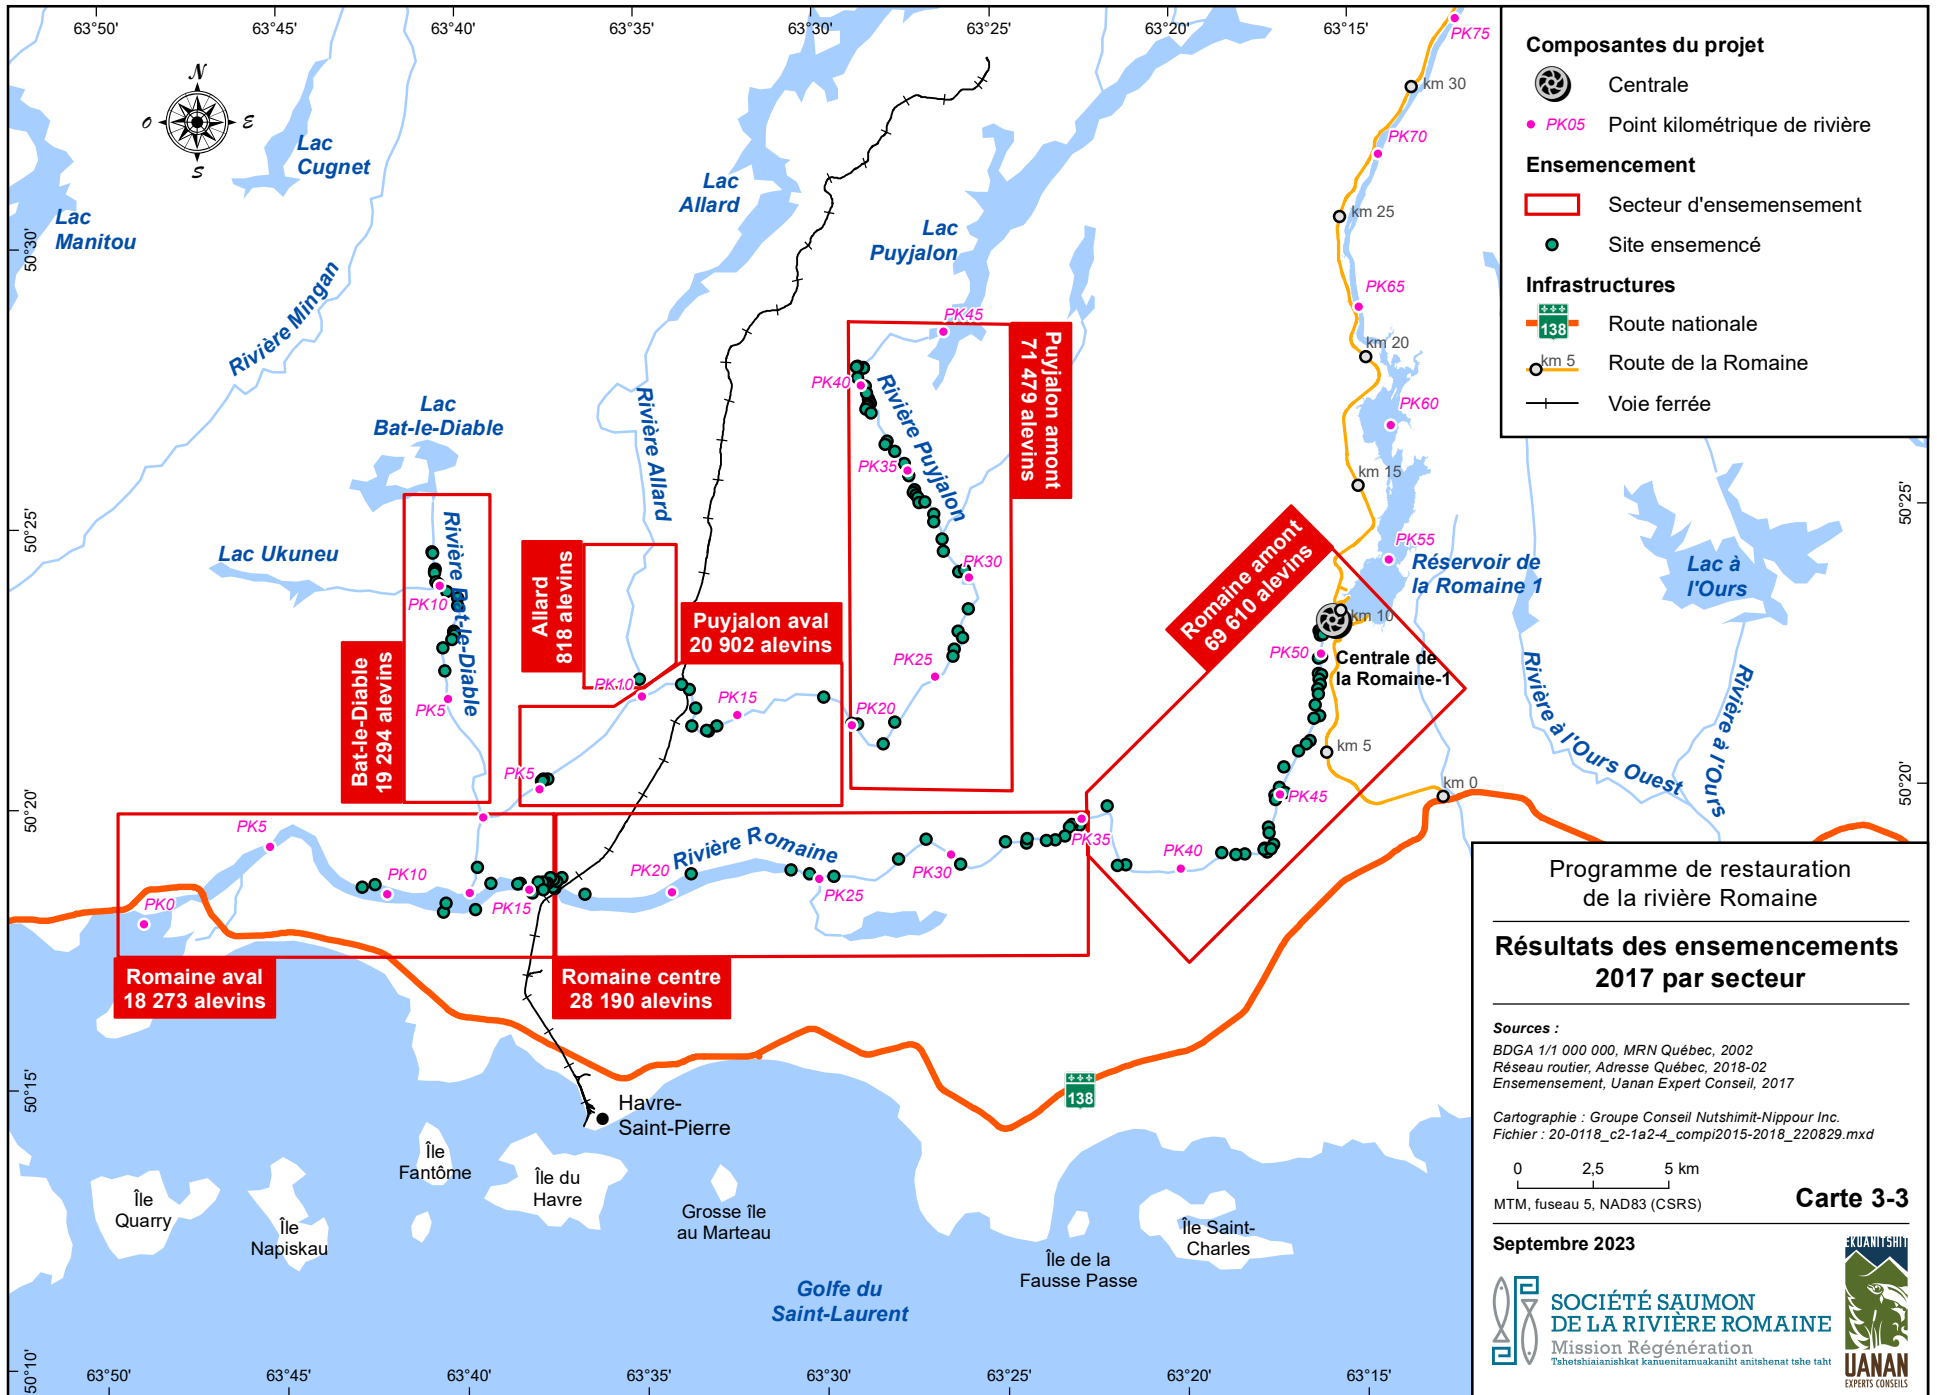 63°50'
63°45'
63°40'
63°35'
63°30'
63°25'
63°20'
63°15'
N
O
E
S
Lac
Cugnet
Lac
Manitou
Rivière Mingan
Lac
Allard
Lac
Puyjalon
PK75
km 30
PK70
km 25
PK65
km 20
PK60
km 15
PK55
km 10
50°30'
50°25'
50°20'
50°15'
50°10'
50°25'
50°20'
Lac
Bat-le-Diable
Rivière Allard
Lac Ukuneu
Rivière Bat-le-Diable
PK10
PK5
Bat-le-Diable
19 294 alevins
Allard
818 alevins
PK10
Puyjalon aval
20 902 alevins
PK15
PK5
PK45
PK40
Rivière Puyjalon
PK35
PK30
PK25
PK20
Puyjalon amont
71 479 alevins
Romaine amont
69 610 alevins
Réservoir de
la Romaine 1
Lac à
l'Ours
PK50
Centrale de
la Romaine-1
km 5
km 0
PK45
Rivière à l'Ours Ouest
Rivière à l'Ours
PK5
PK0
PK10
PK15
PK20
Rivière Romaine
PK25
PK30
PK35
PK40
Romaine aval
18 273 alevins
Romaine centre
28 190 alevins
138
Havre-
Saint-Pierre
Île
Fantôme
Île du
Havre
Île
Quarry
Île
Napiskau
Grosse île
au Marteau
Île de la
Fausse Passe
Île Saint-
Charles
Golfe du
Saint-Laurent
63°50'
63°45'
63°40'
63°35'
63°30'
63°25'
63°20'
63°15'
Composantes du projet
Centrale
PK05 Point kilométrique de rivière
Ensemencement
Secteur d'ensemensement
Site ensemencé
Infrastructures
138 Route nationale
km 5 Route de la Romaine
Voie ferrée
Programme de restauration
de la rivière Romaine
Résultats des ensemencements
2017 par secteur
Sources :
BDGA 1/1 000 000, MRN Québec, 2002
Réseau routier, Adresse Québec, 2018-02
Ensemensement, Uanan Expert Conseil, 2017
Cartographie : Groupe Conseil Nutshimit-Nippour Inc.
Fichier : 20-0118_c2-1a2-4_compi2015-2018_220829.mxd
0 2,5 5 km
MTM, fuseau 5, NAD83 (CSRS)
Carte 3-3
Septembre 2023
SOCIÉTÉ SAUMON
DE LA RIVIÈRE ROMAINE
Mission Régénération
Tshetshiaianishkat kanuenitamuakaniht anitshenat tshe taht
EKUANITSHIT
UANAN
EXPERTS CONSEILS